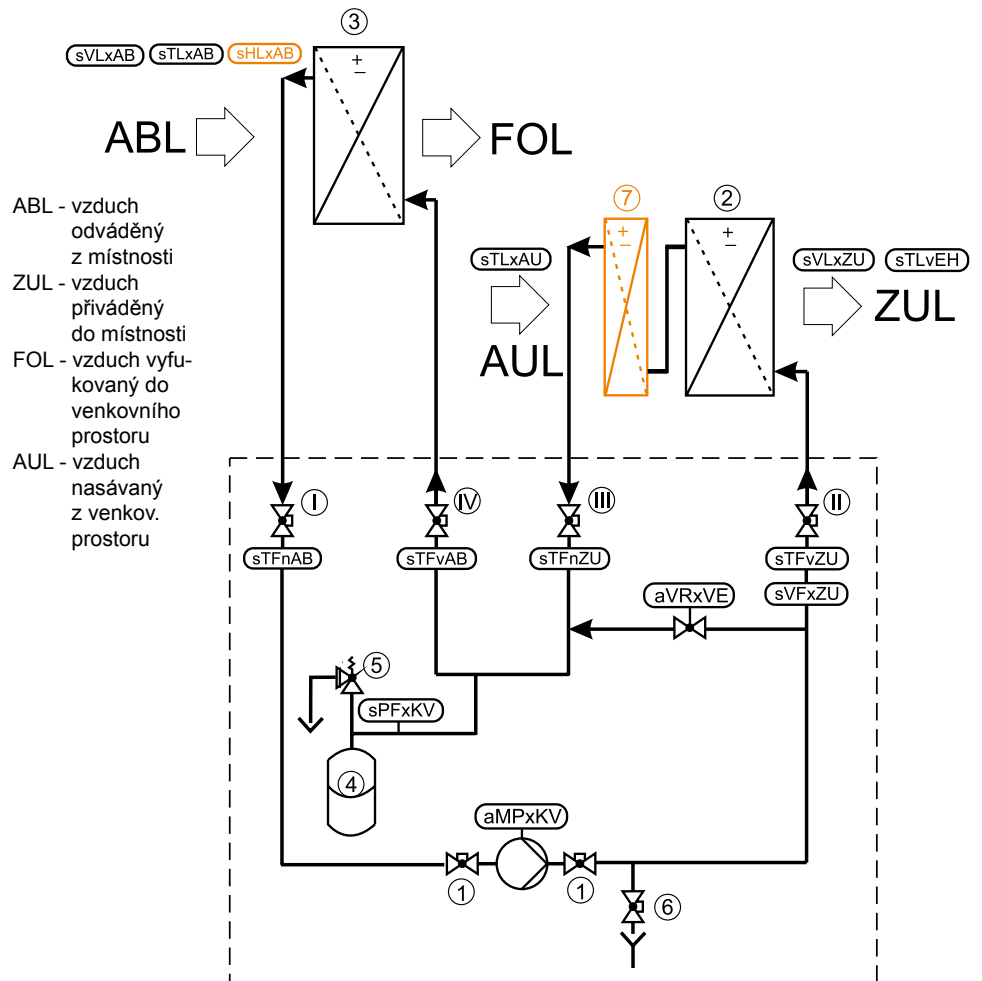 ③
sVLxAB sTLxAB sHLxAB
+
−
ABL
FOL
ABL - vzduch
odváděný
z místnosti
ZUL - vzduch
přiváděný
do místnosti
FOL - vzduch vyfu-
kovaný do
venkovního
prostoru
AUL - vzduch
nasávaný
z venkov.
prostoru
⑦ ②
+
−
+
−
sTLxAU
AUL
sVLxZU sTLvEH
ZUL
I IV III II
sTFnAB sTFvAB sTFnZU sTFvZU
sVFxZU
aVRxVE
⑤
sPFxKV
④
aMPxKV
① ①
⑥